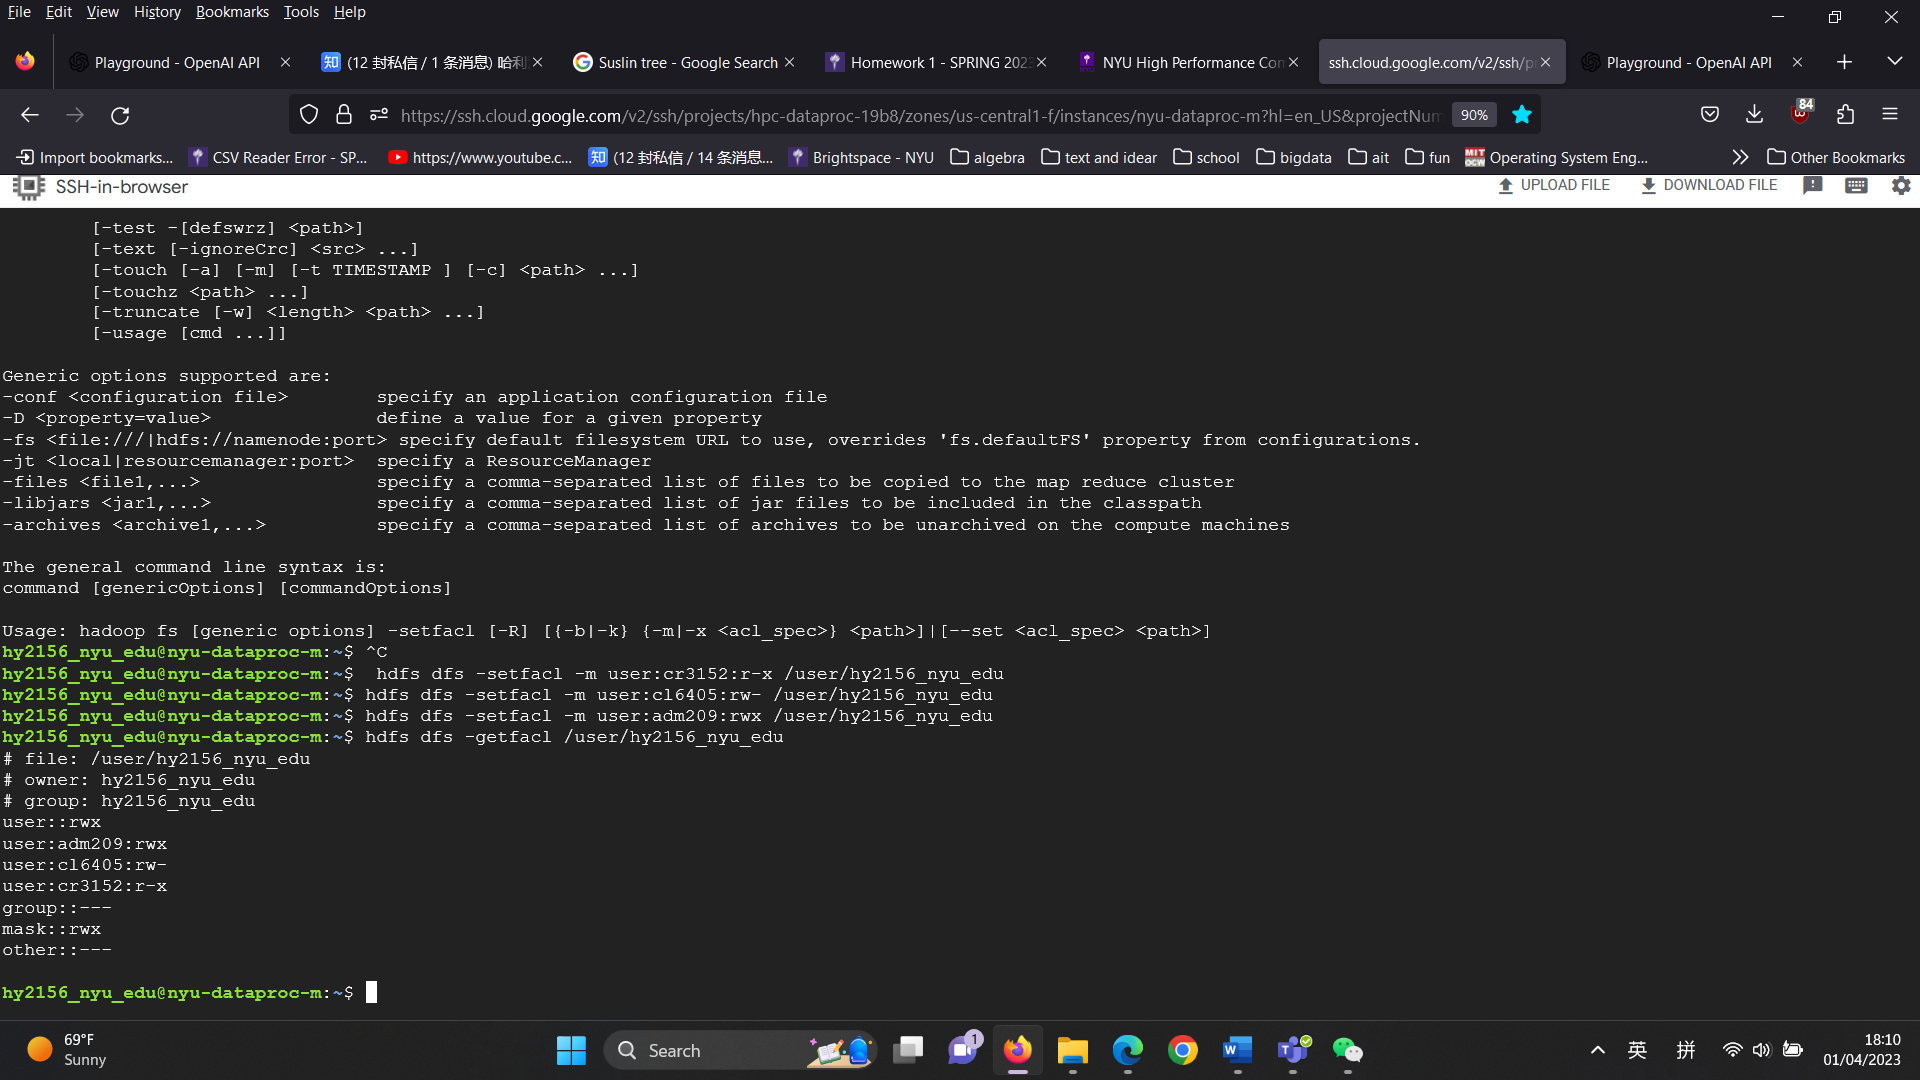 File Edit View History Bookmarks Tools Help
Playground - OpenAI API
(12 封私信 / 1 条消息) 哈利
Suslin tree - Google Search
Homework 1 - SPRING 2023
NYU High Performance Con
ssh.cloud.google.com/v2/ssh/pr
Playground - OpenAI API
https://ssh.cloud.google.com/v2/ssh/projects/hpc-dataproc-19b8/zones/us-central1-f/instances/nyu-dataproc-m?hl=en_US&projectNum
90%
84
Import bookmarks...
CSV Reader Error - SP...
https://www.youtube.c...
(12 封私信 / 14 条消息...
Brightspace - NYU
algebra
text and idear
school
bigdata
ait
fun
MIT OCW
Operating System Eng...
Other Bookmarks
SSH-in-browser
UPLOAD FILE
DOWNLOAD FILE
[-test -[defswrz] <path>]
[-text [-ignoreCrc] <src> ...]
[-touch [-a] [-m] [-t TIMESTAMP ] [-c] <path> ...]
[-touchz <path> ...]
[-truncate [-w] <length> <path> ...]
[-usage [cmd ...]]
Generic options supported are:
-conf <configuration file> specify an application configuration file
-D <property=value> define a value for a given property
-fs <file:///|hdfs://namenode:port> specify default filesystem URL to use, overrides 'fs.defaultFS' property from configurations.
-jt <local|resourcemanager:port> specify a ResourceManager
-files <file1,...> specify a comma-separated list of files to be copied to the map reduce cluster
-libjars <jar1,...> specify a comma-separated list of jar files to be included in the classpath
-archives <archive1,...> specify a comma-separated list of archives to be unarchived on the compute machines
The general command line syntax is:
command [genericOptions] [commandOptions]
Usage: hadoop fs [generic options] -setfacl [-R] [{-b|-k} {-m|-x <acl_spec>} <path>]|[--set <acl_spec> <path>]
hy2156_nyu_edu@nyu-dataproc-m:~$ ^C
hy2156_nyu_edu@nyu-dataproc-m:~$  hdfs dfs -setfacl -m user:cr3152:r-x /user/hy2156_nyu_edu
hy2156_nyu_edu@nyu-dataproc-m:~$ hdfs dfs -setfacl -m user:cl6405:rw- /user/hy2156_nyu_edu
hy2156_nyu_edu@nyu-dataproc-m:~$ hdfs dfs -setfacl -m user:adm209:rwx /user/hy2156_nyu_edu
hy2156_nyu_edu@nyu-dataproc-m:~$ hdfs dfs -getfacl /user/hy2156_nyu_edu
# file: /user/hy2156_nyu_edu
# owner: hy2156_nyu_edu
# group: hy2156_nyu_edu
user::rwx
user:adm209:rwx
user:cl6405:rw-
user:cr3152:r-x
group::---
mask::rwx
other::---
hy2156_nyu_edu@nyu-dataproc-m:~$
69°F
Sunny
Search
1
英
拼
18:10
01/04/2023